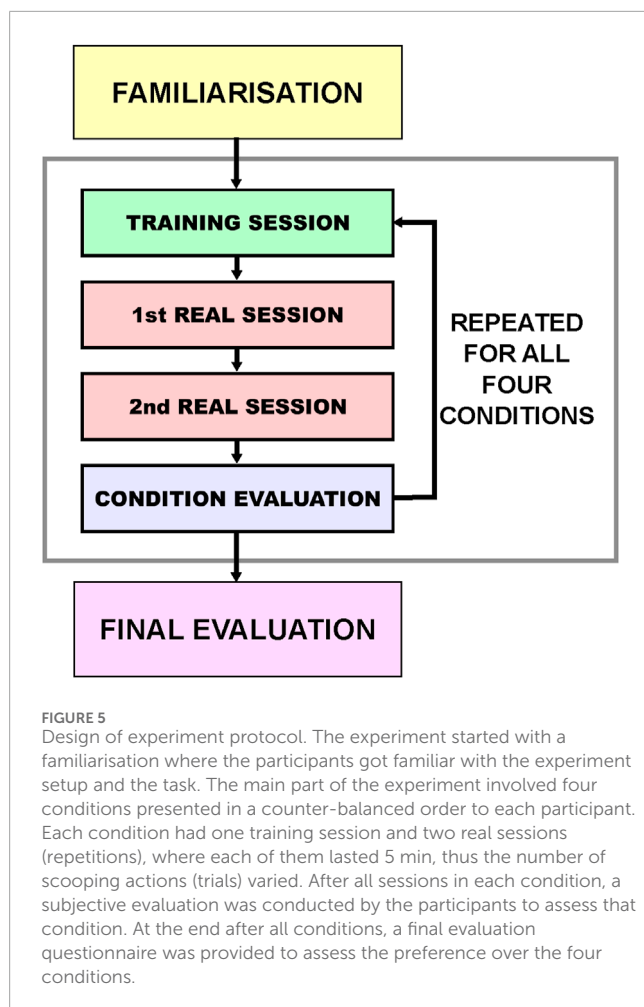 FAMILIARISATION
TRAINING SESSION
1st REAL SESSION
2nd REAL SESSION
CONDITION EVALUATION
REPEATED
FOR ALL
FOUR
CONDITIONS
FINAL EVALUATION
FIGURE 5
Design of experiment protocol. The experiment started with a
familiarisation where the participants got familiar with the experiment
setup and the task. The main part of the experiment involved four
conditions presented in a counter-balanced order to each participant.
Each condition had one training session and two real sessions
(repetitions), where each of them lasted 5 min, thus the number of
scooping actions (trials) varied. After all sessions in each condition, a
subjective evaluation was conducted by the participants to assess that
condition. At the end after all conditions, a final evaluation
questionnaire was provided to assess the preference over the four
conditions.